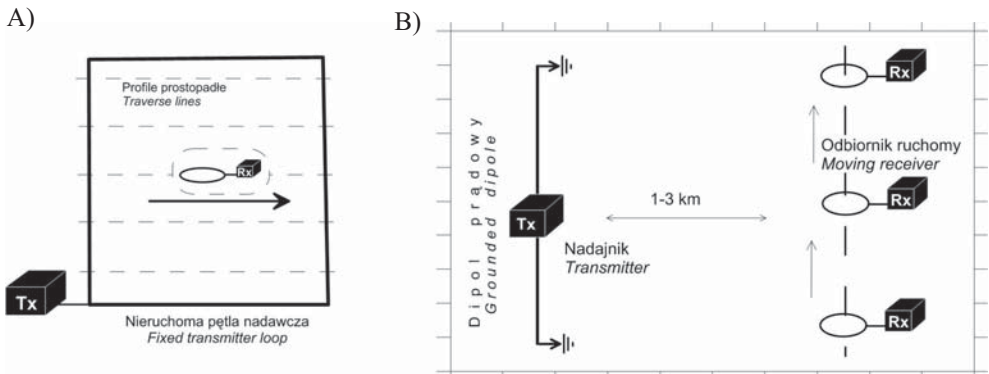 A)
Profile prostopadłe
Traverse lines
Rx
Tx
Nieruchoma pętla nadawcza
Fixed transmitter loop
B)
Dipol prądowy
Grounded dipole
Tx
1-3 km
Nadajnik
Transmitter
Rx
Odbiornik ruchomy
Moving receiver
Rx
Rx